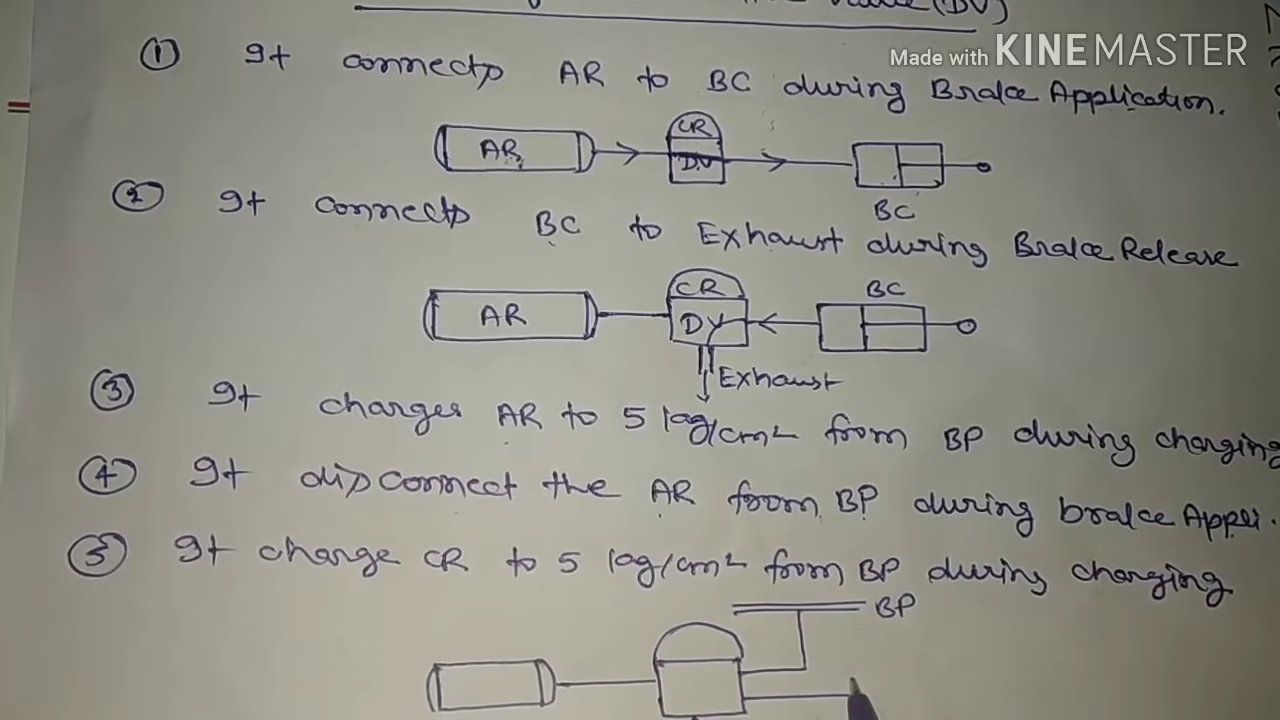 Valve (DV)
Made with KINEMASTER
① It connects AR to BC during Brake Application.
AR
CR
DV
BC
② It connects BC to Exhaust during Brake Release
AR
CR
DV
BC
Exhaust
③ It charges AR to 5 kg/cm² from BP during charging
④ It disconnect the AR from BP during brake Appli.
⑤ It charge CR to 5 kg/cm² from BP during charging
BP